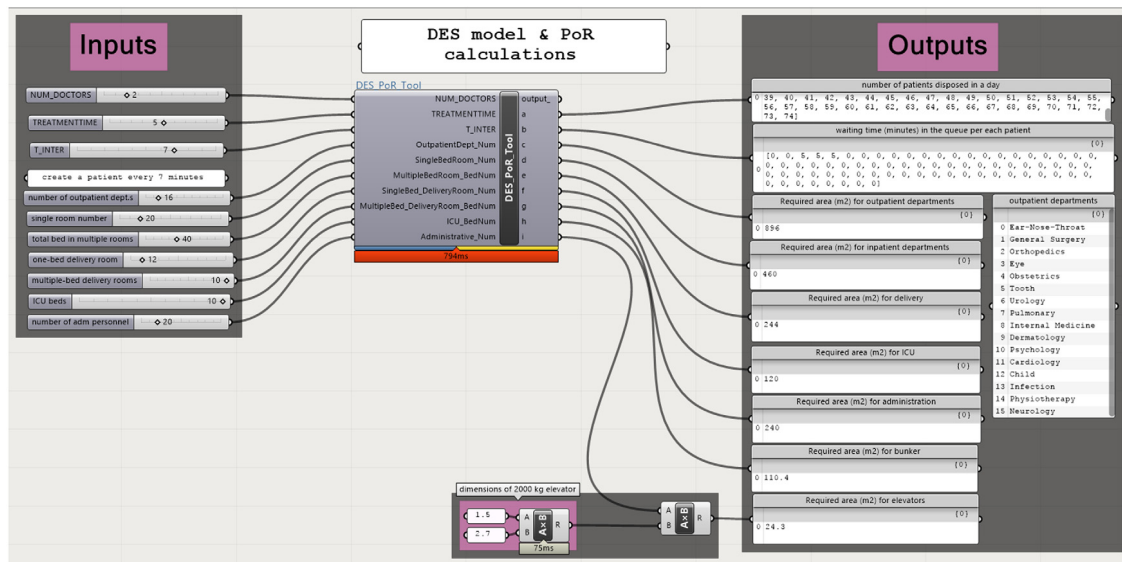 Inputs
DES model & PoR
calculations
Outputs
NUM_DOCTORS 2
TREATMENTTIME 5
T_INTER 7
create a patient every 7 minutes
number of outpatient dept.s 16
single room number 20
total bed in multiple rooms 40
one-bed delivery room 12
multiple-bed delivery rooms 10
ICU beds 10
number of adm personnel 20
DES_PoR_Tool
NUM_DOCTORS output_
TREATMENTTIME a
T_INTER b
OutpatientDept_Num c
SingleBedRoom_Num d
MultipleBedRoom_BedNum e
SingleBed_DeliveryRoom_Num f
MultipleBed_DeliveryRoom_BedNum g
ICU_BedNum h
Administrative_Num i
DES_PoR_Tool
794ms
number of patients disposed in a day
0 39, 40, 41, 42, 43, 44, 45, 46, 47, 48, 49, 50, 51, 52, 53, 54, 55,
56, 57, 58, 59, 60, 61, 62, 63, 64, 65, 66, 67, 68, 69, 70, 71, 72,
73, 74]
waiting time (minutes) in the queue per each patient
{0}
[0, 0, 5, 5, 5, 0, 0, 0, 0, 0, 0, 0, 0, 0, 0, 0, 0, 0, 0, 0, 0, 0,
0, 0, 0, 0, 0, 0, 0, 0, 0, 0, 0, 0, 0, 0, 0, 0, 0, 0, 0, 0, 0,
0 0, 0, 0, 0, 0, 0, 0, 0, 0, 0, 0, 0, 0, 0, 0, 0, 0, 0, 0, 0, 0,
0, 0, 0, 0, 0, 0, 0, 0]
Required area (m2) for outpatient departments
{0}
0 896
Required area (m2) for inpatient departments
{0}
0 460
Required area (m2) for delivery
{0}
0 244
Required area (m2) for ICU
{0}
0 120
Required area (m2) for administration
{0}
0 240
Required area (m2) for bunker
{0}
0 110.4
Required area (m2) for elevators
{0}
0 24.3
outpatient departments
{0}
0 Ear-Nose-Throat
1 General Surgery
2 Orthopedics
3 Eye
4 Obstetrics
5 Tooth
6 Urology
7 Pulmonary
8 Internal Medicine
9 Dermatology
10 Psychology
11 Cardiology
12 Child
13 Infection
14 Physiotherapy
15 Neurology
dimensions of 2000 kg elevator
1.5
2.7
A
B
A×B
R
75ms
A
B
A×B
R